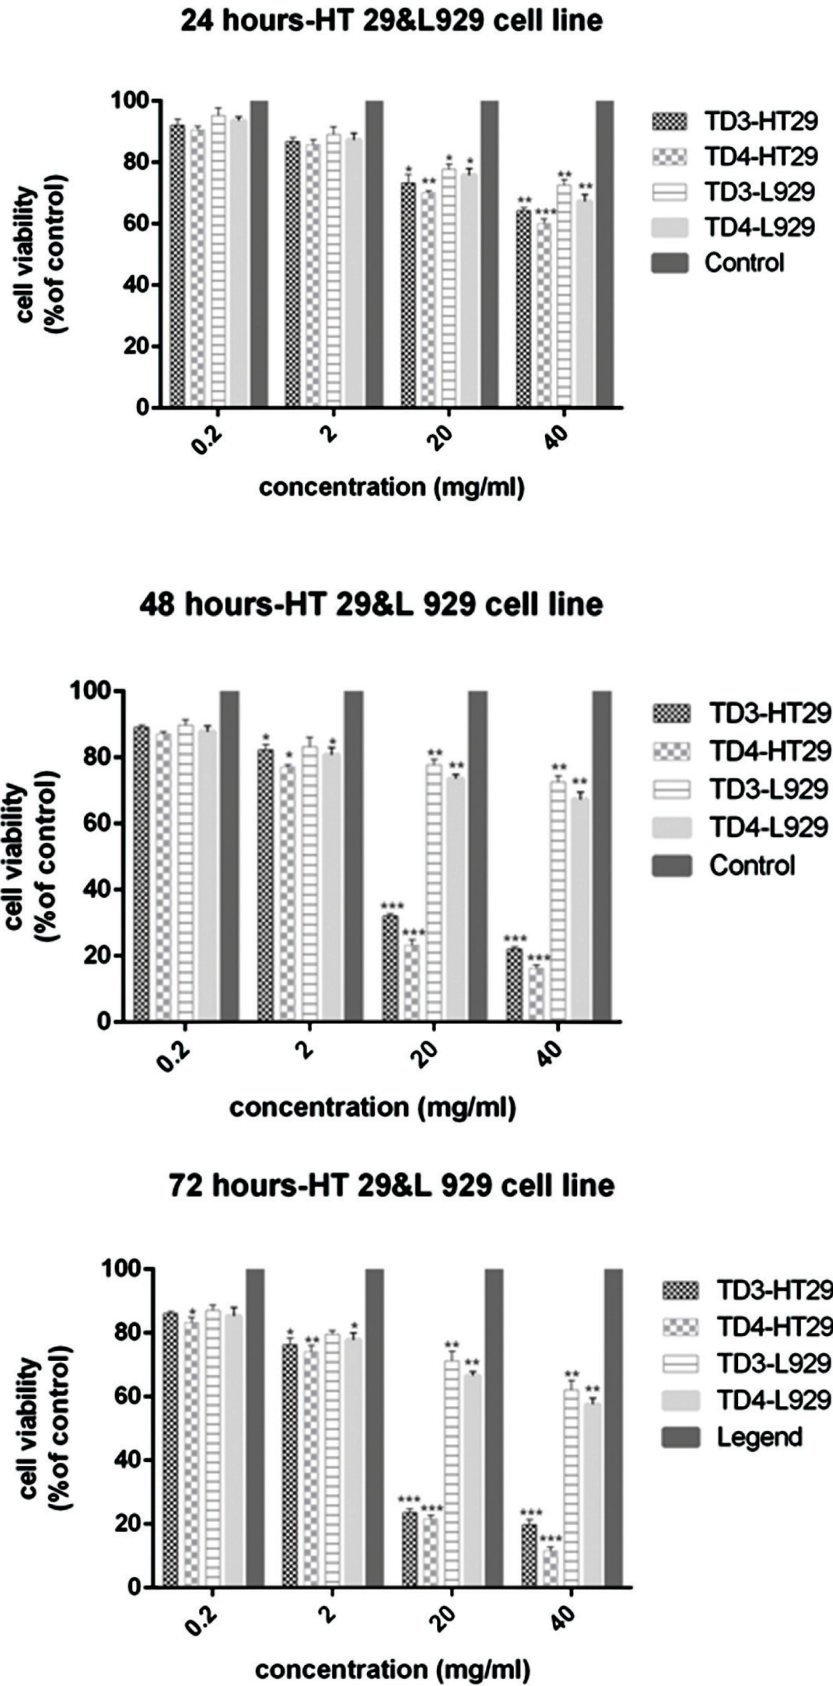 24 hours-HT 29&L929 cell line
100
80
60
40
20
0
cell viability
(%of control)
* ** * *
** *** ** **
0.2 2 20 40
concentration (mg/ml)
TD3-HT29
TD4-HT29
TD3-L929
TD4-L929
Control
48 hours-HT 29&L 929 cell line
100
80
60
40
20
0
cell viability
(%of control)
* * *
*** *** ** **
*** *** ** **
0.2 2 20 40
concentration (mg/ml)
TD3-HT29
TD4-HT29
TD3-L929
TD4-L929
Control
72 hours-HT 29&L 929 cell line
100
80
60
40
20
0
cell viability
(%of control)
*
* ** *
*** *** ** **
*** *** ** **
0.2 2 20 40
concentration (mg/ml)
TD3-HT29
TD4-HT29
TD3-L929
TD4-L929
Legend